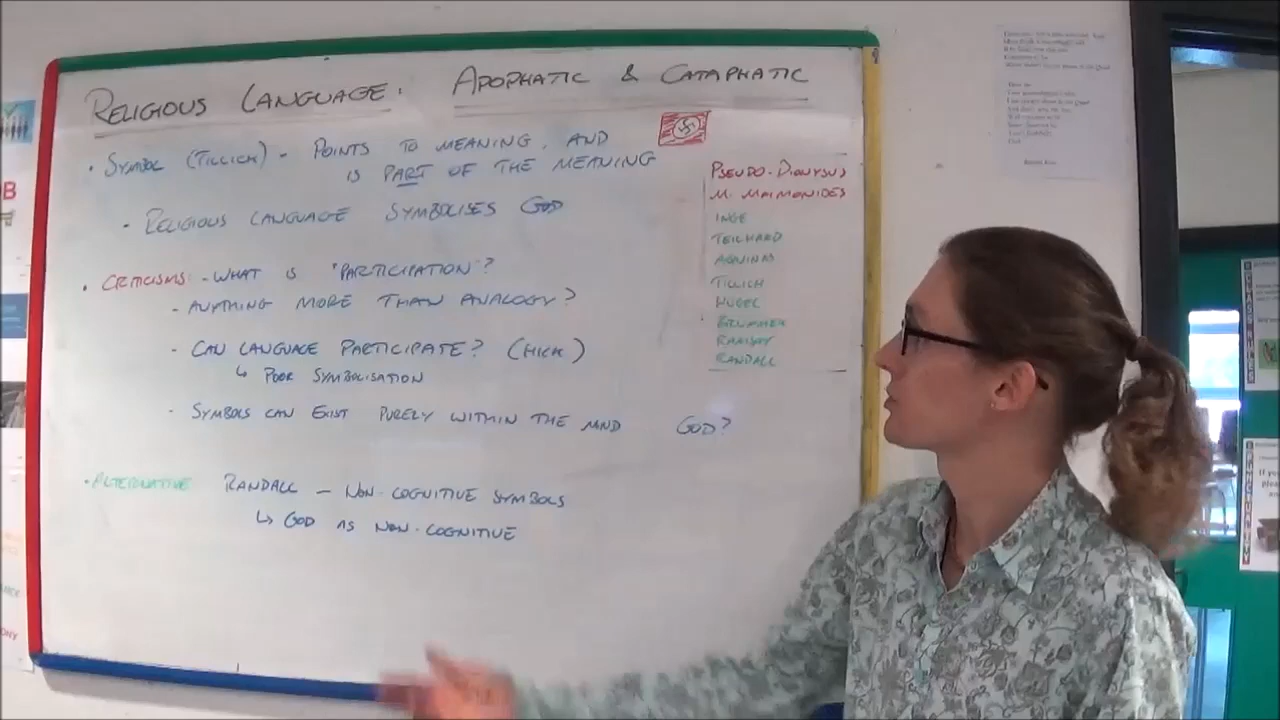 RELIGIOUS LANGUAGE: APOPHATIC & CATAPHATIC
• SYMBOL (TILLICH) - POINTS TO MEANING, AND
IS PART OF THE MEANING
- RELIGIOUS LANGUAGE SYMBOLISES GOD
• CRITICISMS - WHAT IS "PARTICIPATION"?
- ANYTHING MORE THAN ANALOGY?
- CAN LANGUAGE PARTICIPATE? (HICK)
↳ POOR SYMBOLISATION
- SYMBOLS CAN EXIST PURELY WITHIN THE MIND GOD?
• ALTERNATIVE RANDALL - NON-COGNITIVE SYMBOLS
↳ GOD AS NON-COGNITIVE
PSEUDO-DIONYSUS
M. MAIMONIDES
INGE
TEILHARD
AQUINAS
TILLICH
HUGEL
BRUMMER
RAMSEY
RANDALL
B